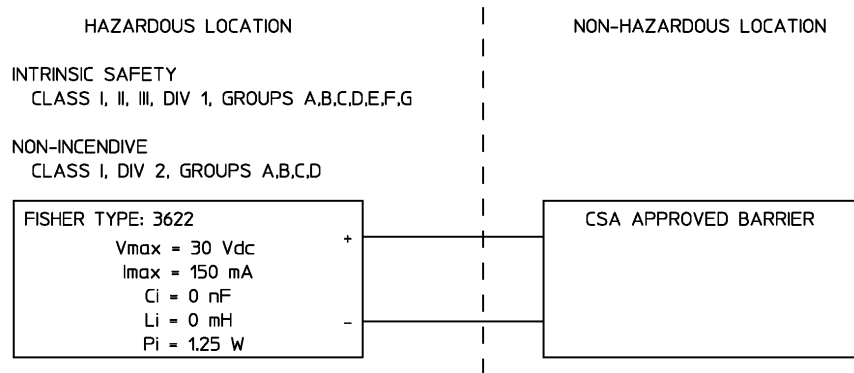 HAZARDOUS LOCATION
NON-HAZARDOUS LOCATION
INTRINSIC SAFETY
CLASS I, II, III, DIV 1, GROUPS A,B,C,D,E,F,G
NON-INCENDIVE
CLASS I, DIV 2, GROUPS A,B,C,D
FISHER TYPE: 3622
+
Vmax = 30 Vdc
Imax = 150 mA
Ci = 0 nF
Li = 0 mH
–
Pi = 1.25 W
CSA APPROVED BARRIER